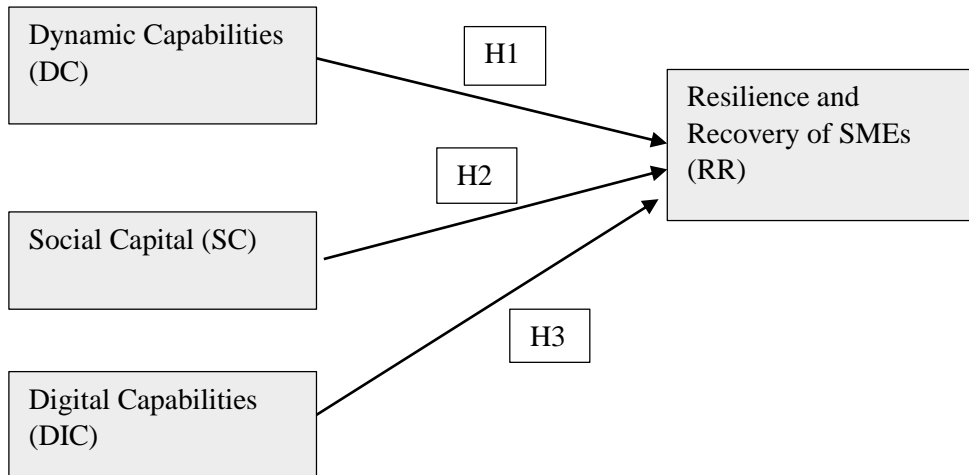 Dynamic Capabilities
(DC)
H1
Resilience and
Recovery of SMEs
(RR)
H2
Social Capital (SC)
H3
Digital Capabilities
(DIC)